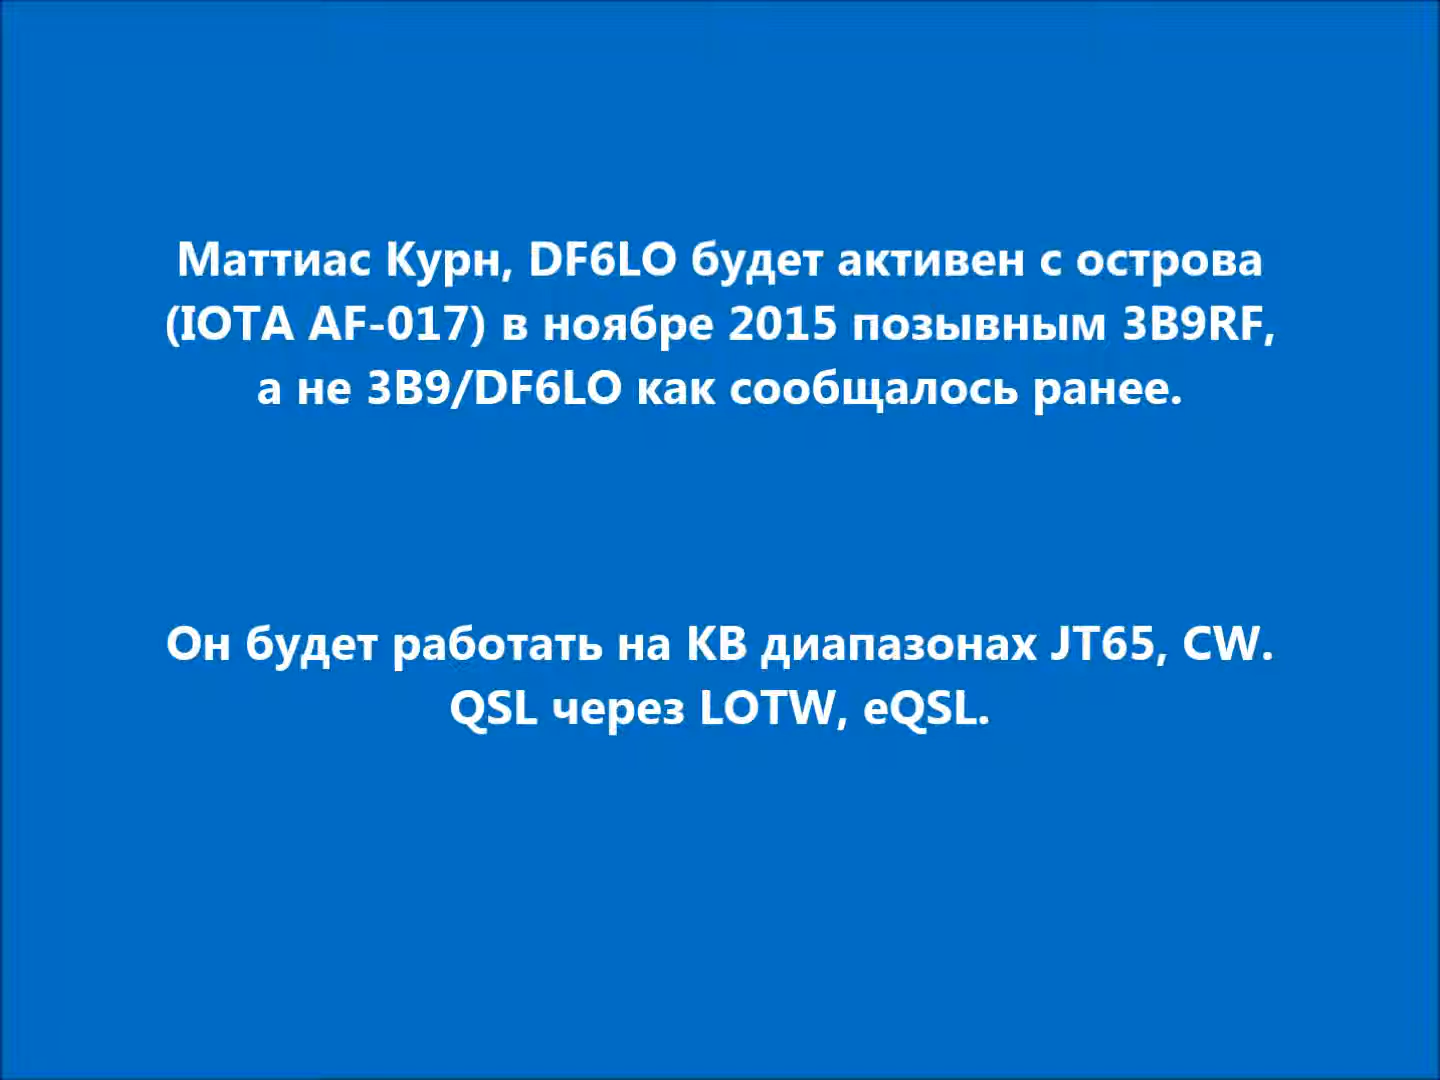 Маттиас Курн, DF6LO будет активен с острова
(IOTA AF-017) в ноябре 2015 позывным 3B9RF,
а не 3B9/DF6LO как сообщалось ранее.
Он будет работать на КВ диапазонах JT65, CW.
QSL через LOTW, eQSL.